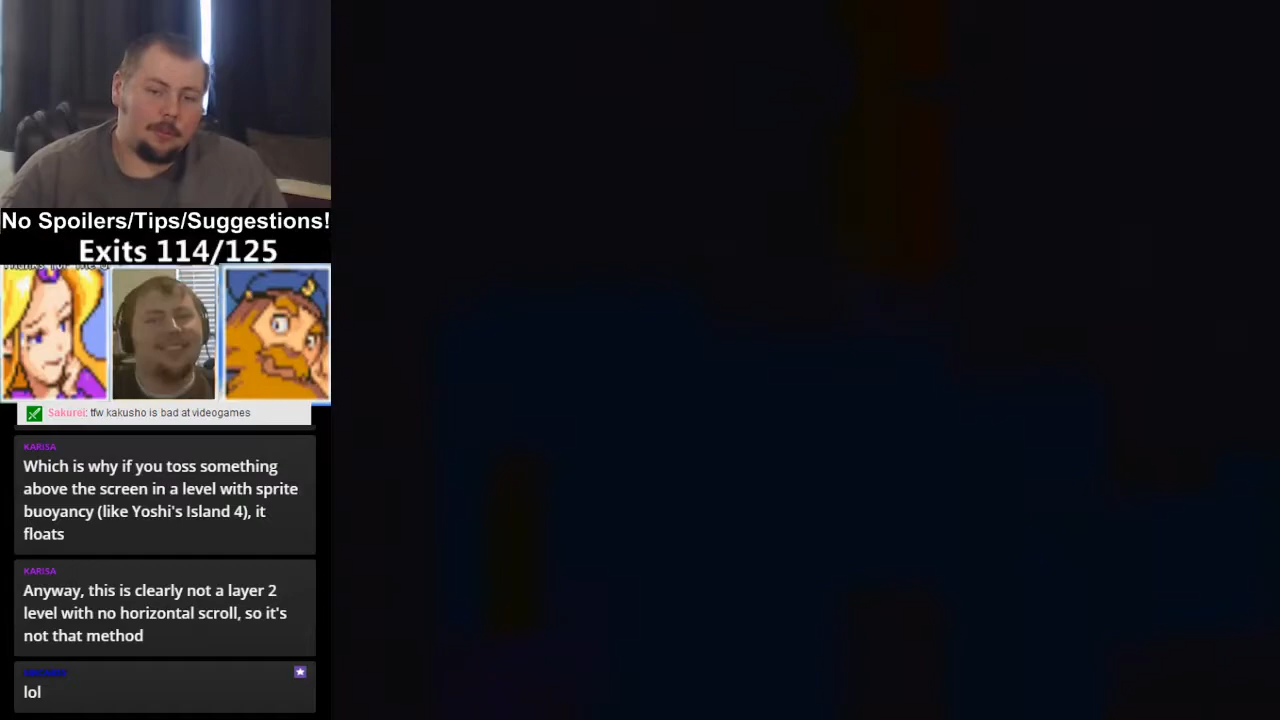 No Spoilers/Tips/Suggestions!
Exits 114/125
Sakurei: tfw kakusho is bad at videogames
KARISA
Which is why if you toss something
above the screen in a level with sprite
buoyancy (like Yoshi's Island 4), it
floats
KARISA
Anyway, this is clearly not a layer 2
level with no horizontal scroll, so it's
not that method
lol